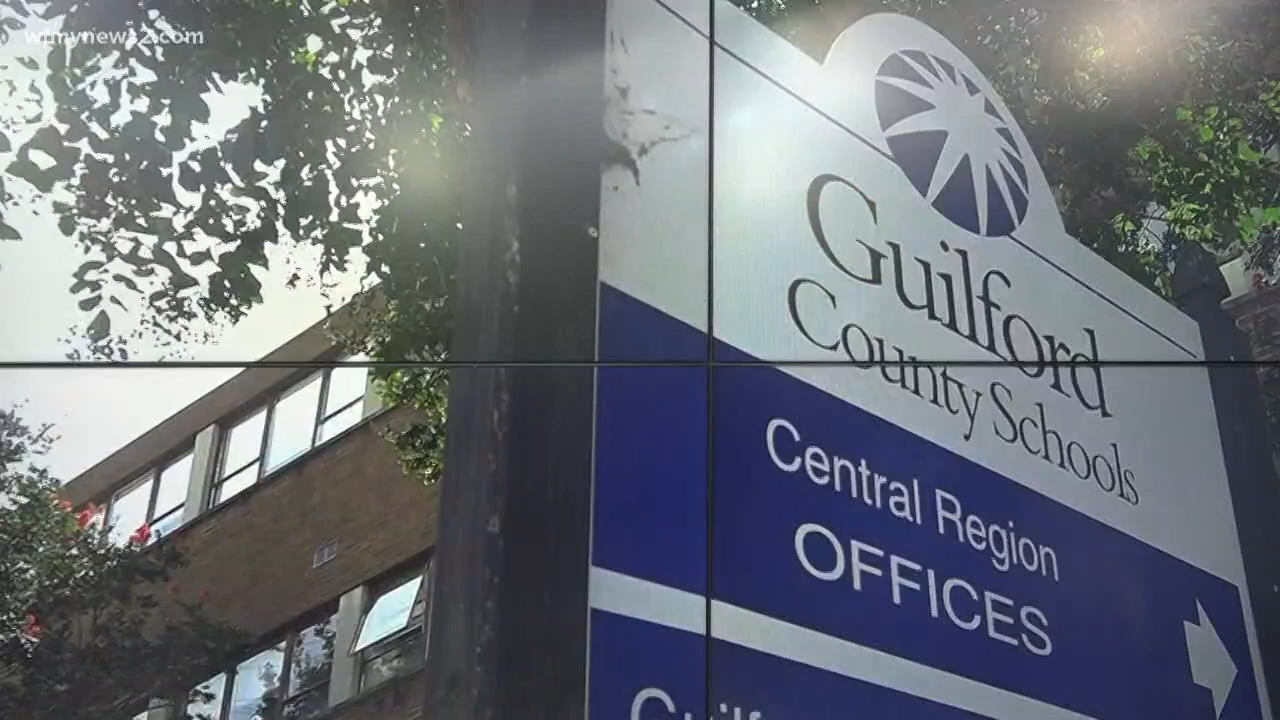 wfmynews2.com
Guilford
County Schools
Central Region
OFFICES